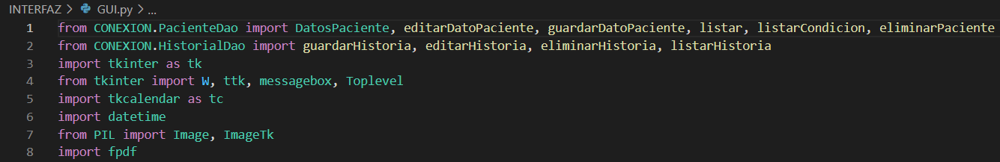 INTERFAZ > GUI.py > ...
1 from CONEXION.PacienteDao import DatosPaciente, editarDatoPaciente, guardarDatoPaciente, listar, listarCondicion, eliminarPaciente
2 from CONEXION.HistorialDao import guardarHistoria, editarHistoria, eliminarHistoria, listarHistoria
3 import tkinter as tk
4 from tkinter import W, ttk, messagebox, Toplevel
5 import tkcalendar as tc
6 import datetime
7 from PIL import Image, ImageTk
8 import fpdf